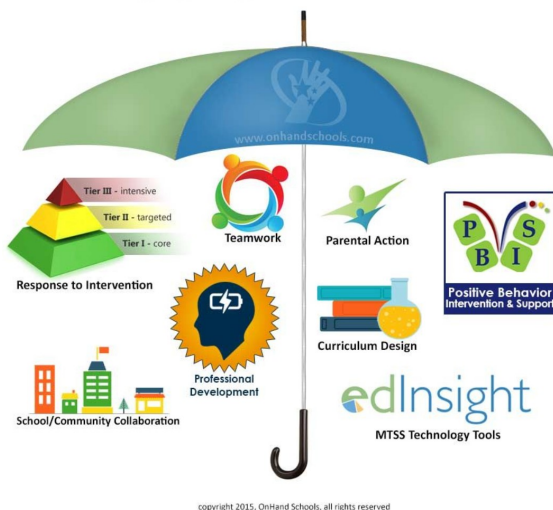 www.onhandschools.com
Tier III - intensive
Tier II - targeted
Tier I - core
Response to Intervention
Teamwork
Parental Action
P
S
B
I
Positive Behavior
Intervention & Support
Professional
Development
Curriculum Design
School/Community Collaboration
edInsight
MTSS Technology Tools
copyright 2015, OnHand Schools, all rights reserved